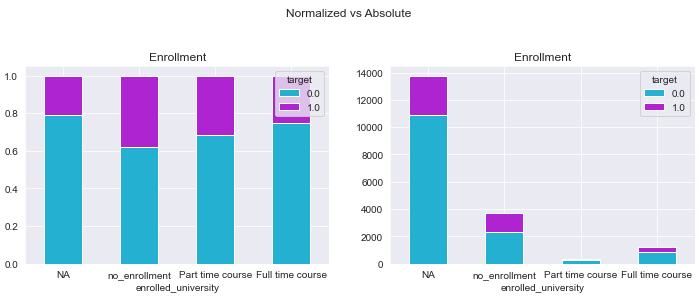 Normalized vs Absolute
Enrollment
target
0.0
1.0
1.0
0.8
0.6
0.4
0.2
0.0
NA
no_enrollment
Part time course
Full time course
enrolled_university
Enrollment
target
0.0
1.0
14000
12000
10000
8000
6000
4000
2000
0
NA
no_enrollment
Part time course
Full time course
enrolled_university